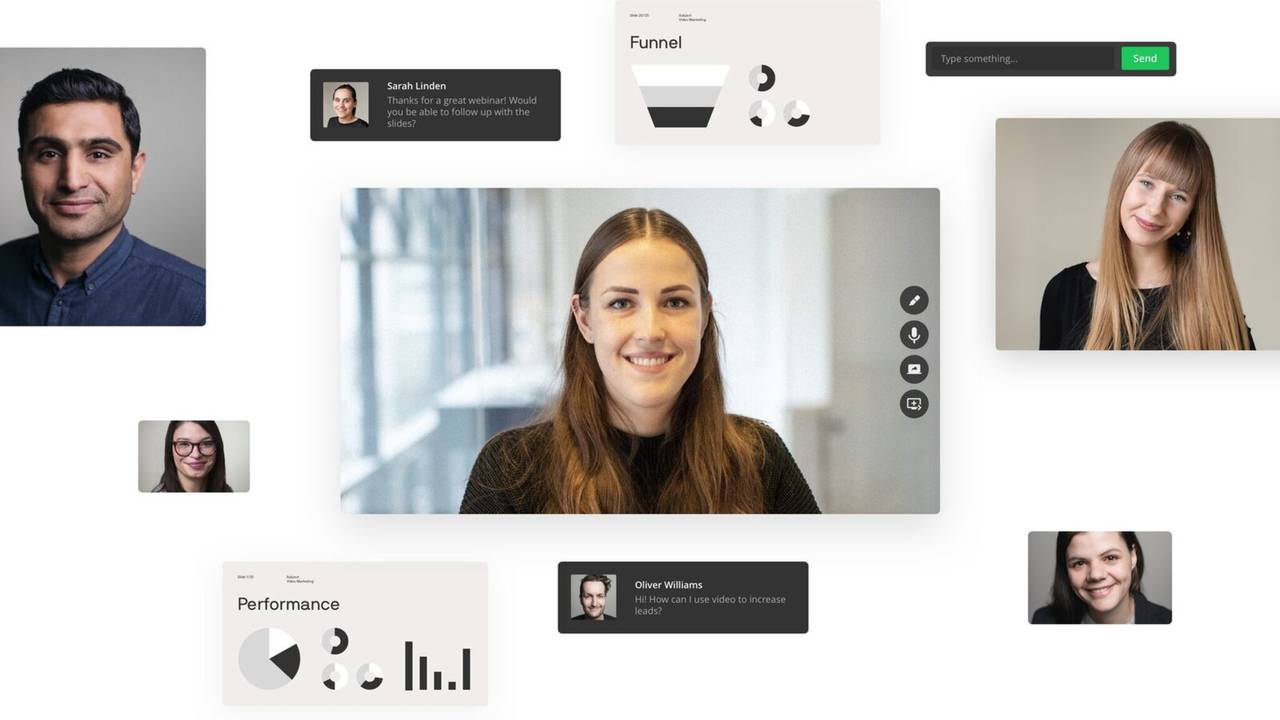 Slide 20/25
Subject
Video Marketing
Funnel
Type something...
Send
Sarah Linden
Thanks for a great webinar! Would
you be able to follow up with the
slides?
Slide 1/25
Subject
Video Marketing
Performance
Oliver Williams
Hi! How can I use video to increase
leads?